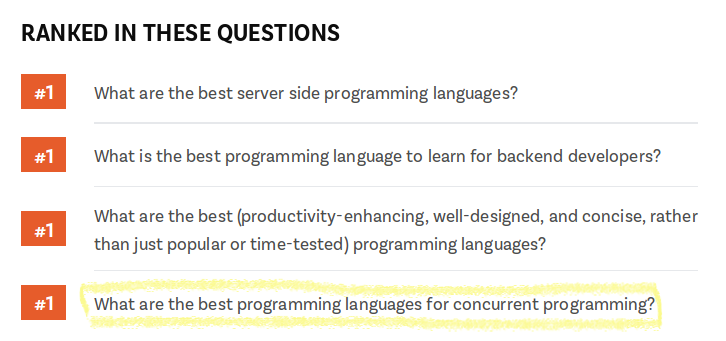 RANKED IN THESE QUESTIONS
#1 What are the best server side programming languages?
#1 What is the best programming language to learn for backend developers?
#1 What are the best (productivity-enhancing, well-designed, and concise, rather
than just popular or time-tested) programming languages?
#1 What are the best programming languages for concurrent programming?